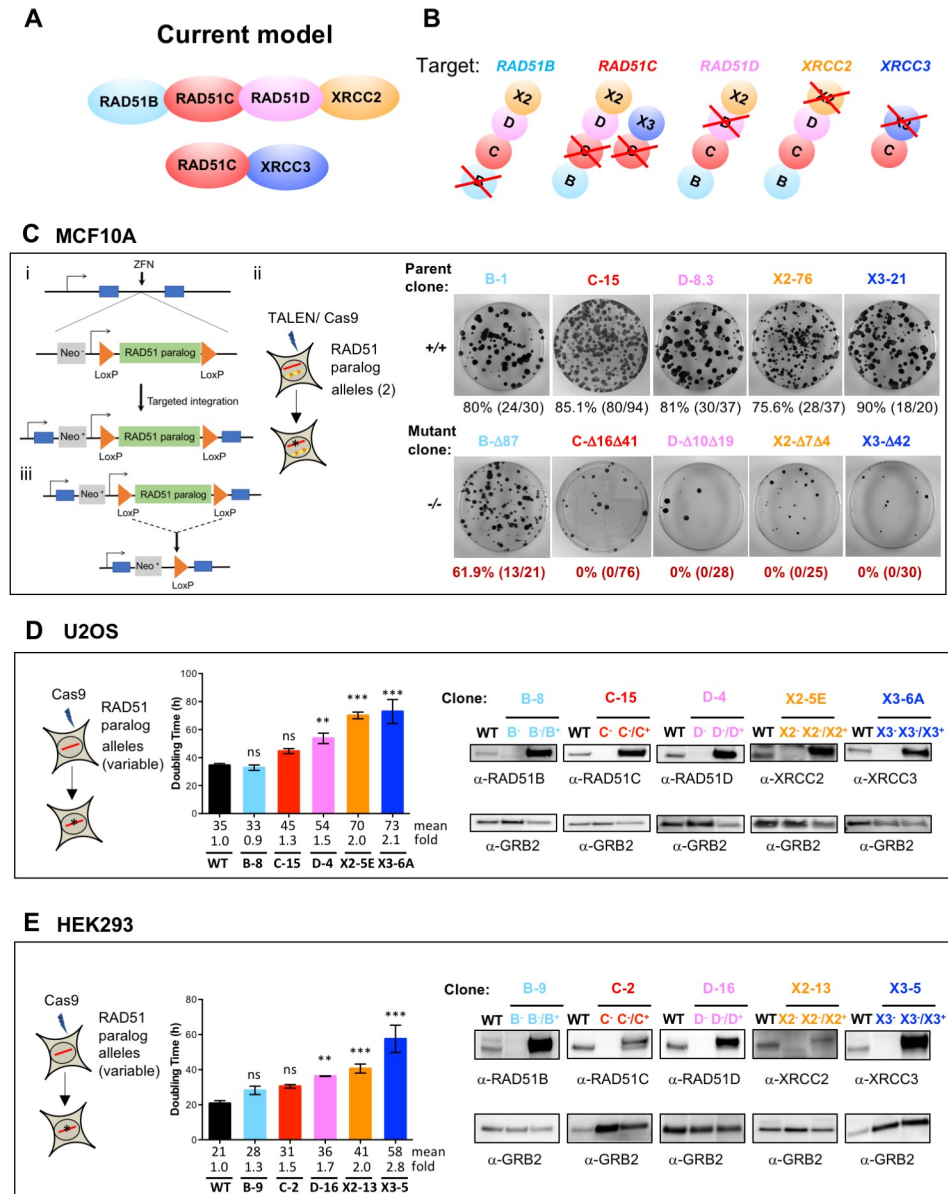 A
Current model
RAD51B RAD51C RAD51D XRCC2
RAD51C XRCC3
B
Target: RAD51B RAD51C RAD51D XRCC2 XRCC3
X2 X2 X2 X2
D D X3 D D X3
C C C C C C
B B B B
C MCF10A
i
ZFN
Neo⁻ RAD51 paralog
LoxP LoxP
Targeted integration
Neo⁺ RAD51 paralog
LoxP LoxP
ii
TALEN/ Cas9
RAD51
paralog
alleles (2)
*
iii
Neo⁺ RAD51 paralog
LoxP LoxP
Neo⁺
LoxP
Parent
clone:
B-1 C-15 D-8.3 X2-76 X3-21
+/+
80% (24/30) 85.1% (80/94) 81% (30/37) 75.6% (28/37) 90% (18/20)
Mutant
clone:
B-Δ87 C-Δ16Δ41 D-Δ10Δ19 X2-Δ7Δ4 X3-Δ42
-/-
61.9% (13/21) 0% (0/76) 0% (0/28) 0% (0/25) 0% (0/30)
D U2OS
Cas9
RAD51
paralog
alleles
(variable)
*
Doubling Time (h)
100
80
60
40
20
0
ns ns ** *** ***
35 33 45 54 70 73 mean
1.0 0.9 1.3 1.5 2.0 2.1 fold
WT B-8 C-15 D-4 X2-5E X3-6A
Clone: B-8 C-15 D-4 X2-5E X3-6A
WT B⁻ B⁻/B⁺ WT C⁻ C⁻/C⁺ WT D⁻ D⁻/D⁺ WT X2⁻ X2⁻/X2⁺ WT X3⁻ X3⁻/X3⁺
α-RAD51B α-RAD51C α-RAD51D α-XRCC2 α-XRCC3
α-GRB2 α-GRB2 α-GRB2 α-GRB2 α-GRB2
E HEK293
Cas9
RAD51
paralog
alleles
(variable)
*
Doubling Time (h)
80
60
40
20
0
ns ns ** *** ***
21 28 31 36 41 58 mean
1.0 1.3 1.5 1.7 2.0 2.8 fold
WT B-9 C-2 D-16 X2-13 X3-5
Clone: B-9 C-2 D-16 X2-13 X3-5
WT B⁻ B⁻/B⁺ WT C⁻ C⁻/C⁺ WT D⁻ D⁻/D⁺ WT X2⁻ X2⁻/X2⁺ WT X3⁻ X3⁻/X3⁺
α-RAD51B α-RAD51C α-RAD51D α-XRCC2 α-XRCC3
α-GRB2 α-GRB2 α-GRB2 α-GRB2 α-GRB2